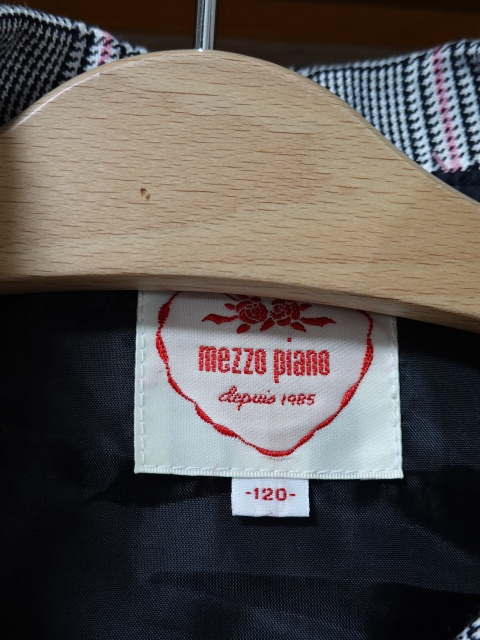 mezzo piano
depuis 1985
-120-